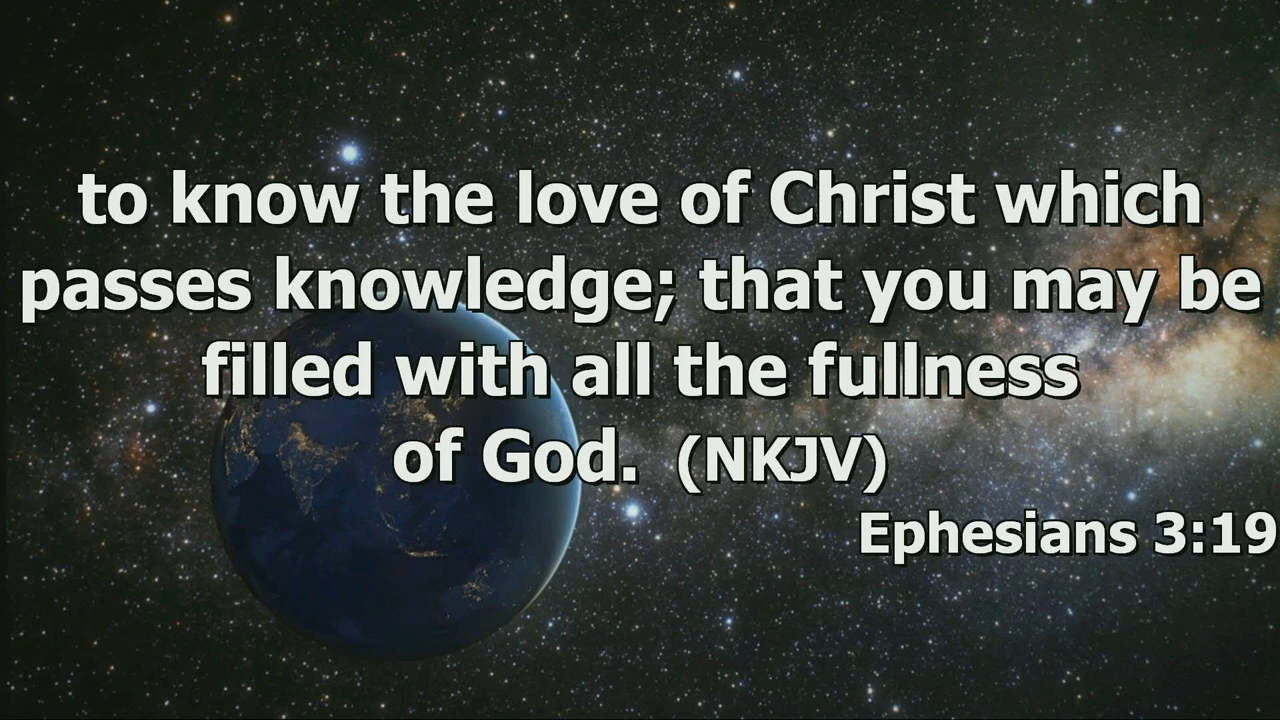 to know the love of Christ which
passes knowledge; that you may be
filled with all the fullness
of God. (NKJV)
Ephesians 3:19